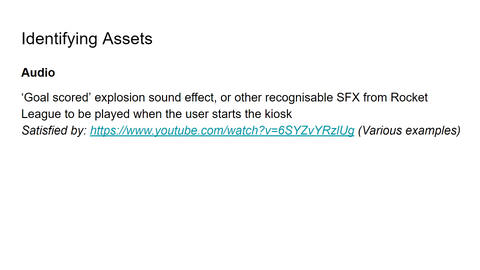 Identifying Assets
Audio
‘Goal scored’ explosion sound effect, or other recognisable SFX from Rocket
League to be played when the user starts the kiosk
Satisfied by: https://www.youtube.com/watch?v=6SYZvYRzlUg (Various examples)